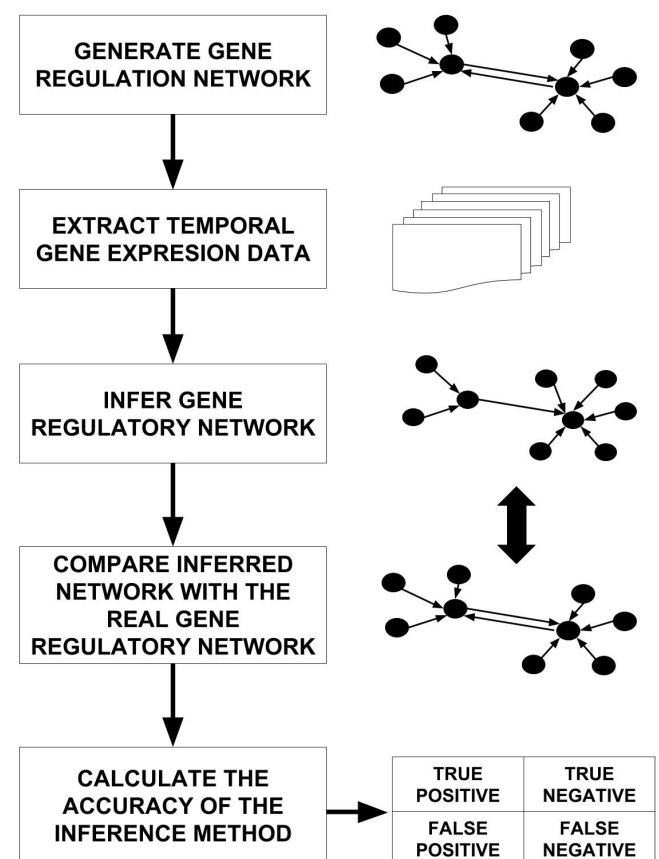 GENERATE GENE
REGULATION NETWORK
EXTRACT TEMPORAL
GENE EXPRESION DATA
INFER GENE
REGULATORY NETWORK
COMPARE INFERRED
NETWORK WITH THE
REAL GENE
REGULATORY NETWORK
CALCULATE THE
ACCURACY OF THE
INFERENCE METHOD
TRUE
POSITIVE
TRUE
NEGATIVE
FALSE
POSITIVE
FALSE
NEGATIVE